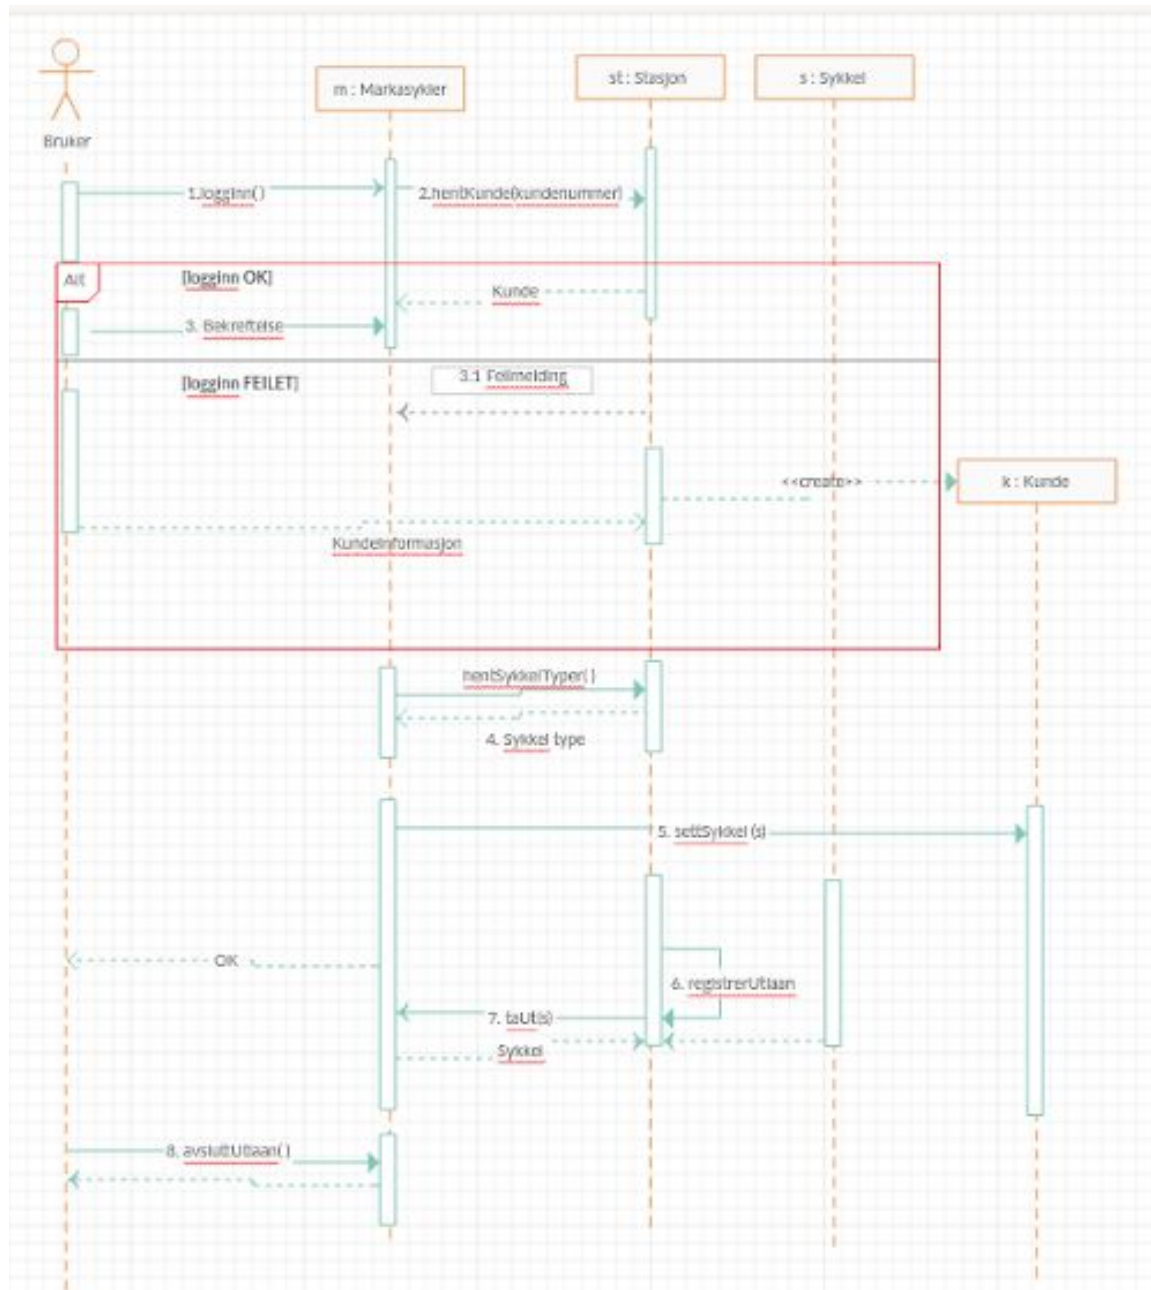 st : Stasjon
s : Sykkel
m : Markasykler
Bruker
1.logginn( )
2.hentKunde(kundenummer)
Alt
[logginn OK]
Kunde
3. Bekreftelse
[logginn FEILET]
3.1 Feilmelding
<<create>>
k : Kunde
KundeInformasjon
hentSykkelTyper( )
4. Sykkel type
5. settSykkel (s)
OK
6. registrerUtlaan
7. taUt(s)
Sykkel
8. avsluttUtlaan( )